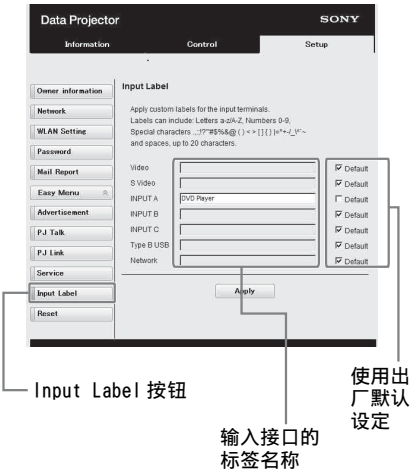 Data Projector
SONY
Information Control Setup
Owner information
Network
WLAN Setting
Password
Mail Report
Easy Menu
Advertisement
PJ Talk
PJ Link
Service
Input Label
Reset
Input Label
Apply custom labels for the input terminals.
Labels can include: Letters a-z/A-Z, Numbers 0-9,
Special characters .,:;!?"#$%&@ ( ) < > [ ] { } |=*+-/_\^`~
and spaces, up to 20 characters.
Video Default
S Video Default
INPUT A DVD Player Default
INPUT B Default
INPUT C Default
Type B USB Default
Network Default
Apply
Input Label 按钮
输入接口的
标签名称
使用出
厂默认
设定